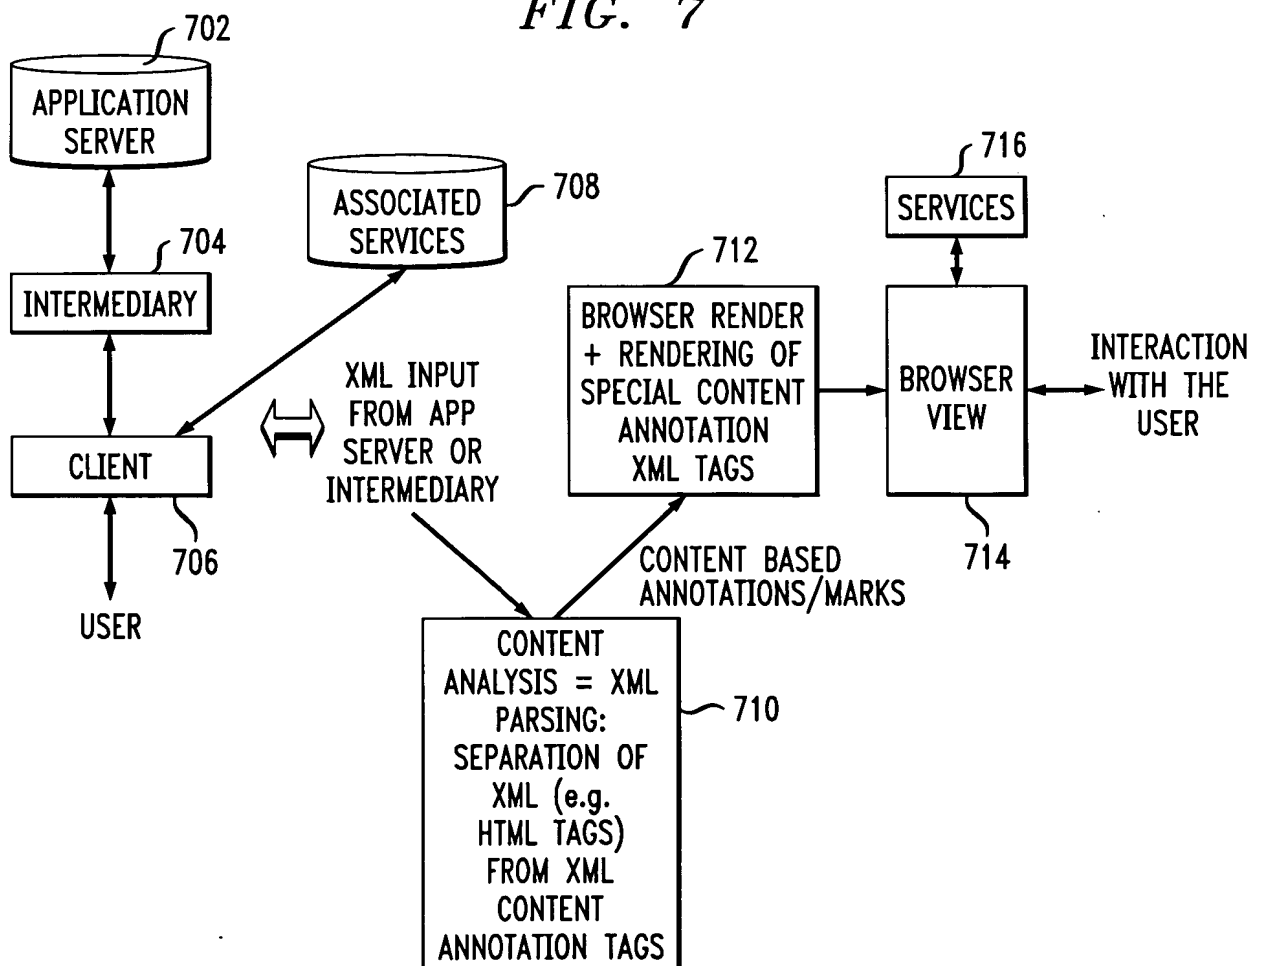 FIG. 7
702
APPLICATION
SERVER
704
INTERMEDIARY
CLIENT
706
USER
708
ASSOCIATED
SERVICES
XML INPUT
FROM APP
SERVER OR
INTERMEDIARY
CONTENT
ANALYSIS = XML
PARSING:
SEPARATION OF
XML (e.g.
HTML TAGS)
FROM XML
CONTENT
ANNOTATION TAGS
710
CONTENT BASED
ANNOTATIONS/MARKS
712
BROWSER RENDER
+ RENDERING OF
SPECIAL CONTENT
ANNOTATION
XML TAGS
716
SERVICES
BROWSER
VIEW
714
INTERACTION
WITH THE
USER